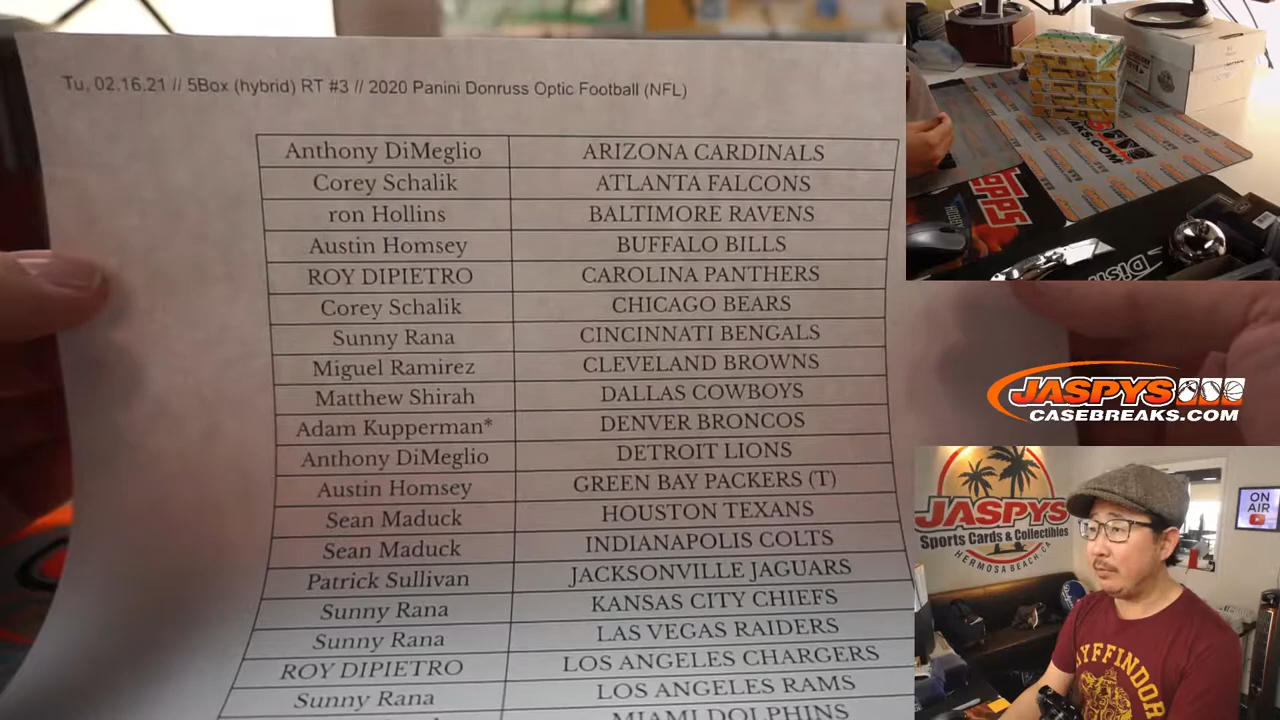 Tu, 02.16.21 // 5Box (hybrid) RT #3 // 2020 Panini Donruss Optic Football (NFL)
Anthony DiMeglio ARIZONA CARDINALS
Corey Schalik ATLANTA FALCONS
ron Hollins BALTIMORE RAVENS
Austin Homsey BUFFALO BILLS
ROY DIPIETRO CAROLINA PANTHERS
Corey Schalik CHICAGO BEARS
Sunny Rana CINCINNATI BENGALS
Miguel Ramirez CLEVELAND BROWNS
Matthew Shirah DALLAS COWBOYS
Adam Kupperman* DENVER BRONCOS
Anthony DiMeglio DETROIT LIONS
Austin Homsey GREEN BAY PACKERS (T)
Sean Maduck HOUSTON TEXANS
Sean Maduck INDIANAPOLIS COLTS
Patrick Sullivan JACKSONVILLE JAGUARS
Sunny Rana KANSAS CITY CHIEFS
Sunny Rana LAS VEGAS RAIDERS
ROY DIPIETRO LOS ANGELES CHARGERS
Sunny Rana LOS ANGELES RAMS
MIAMI DOLPHINS
TOPPS
JASPYS
CASEBREAKS.COM
JASPYS
Sports Cards & Collectibles
HERMOSA BEACH, CA
ON
AIR
GRYFFINDOR